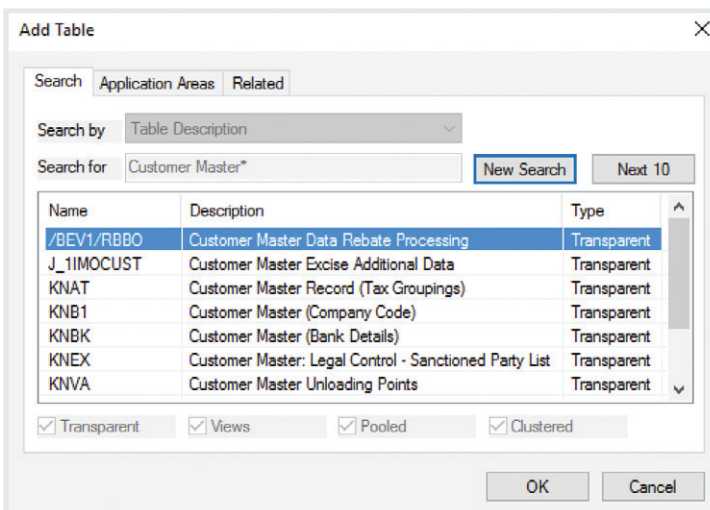 Add Table
Search Application Areas Related
Search by Table Description
Search for Customer Master* New Search Next 10
Name Description Type
/BEV1/RBBO Customer Master Data Rebate Processing Transparent
J_1IMOCUST Customer Master Excise Additional Data Transparent
KNAT Customer Master Record (Tax Groupings) Transparent
KNB1 Customer Master (Company Code) Transparent
KNBK Customer Master (Bank Details) Transparent
KNEX Customer Master: Legal Control - Sanctioned Party List Transparent
KNVA Customer Master Unloading Points Transparent
Transparent Views Pooled Clustered
OK Cancel